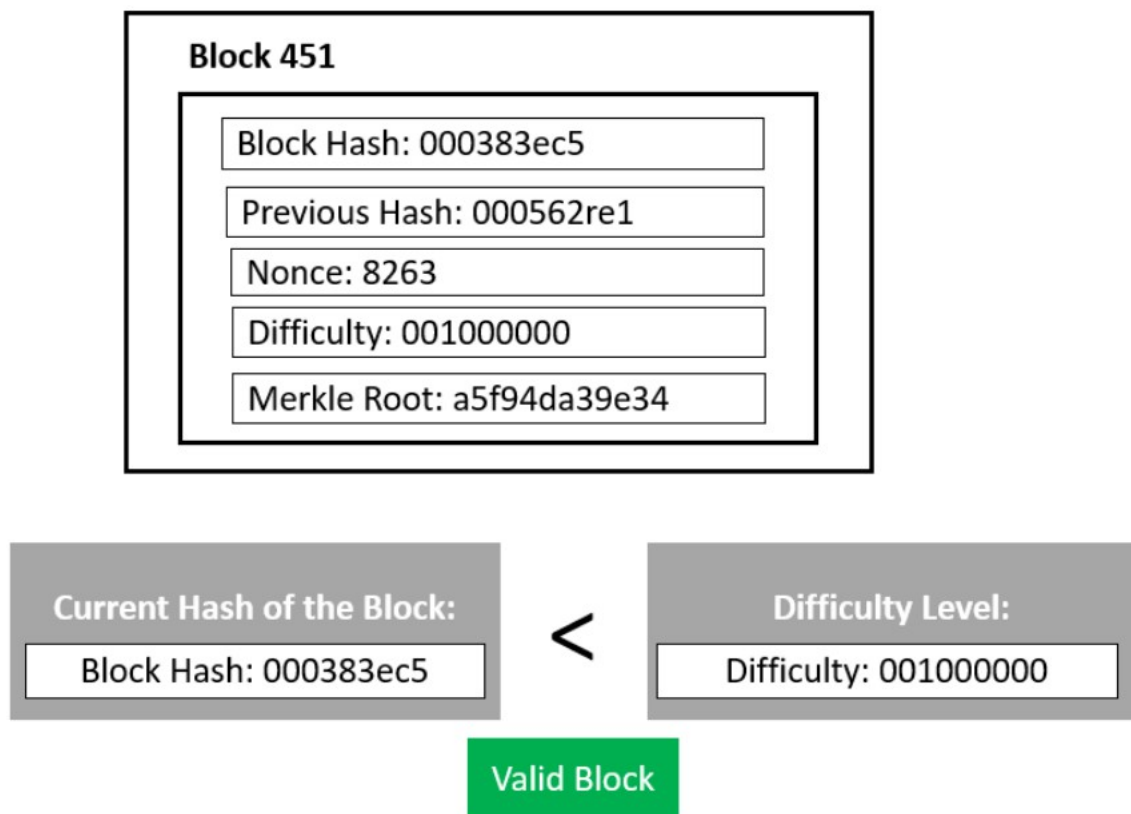 Block 451
Block Hash: 000383ec5
Previous Hash: 000562re1
Nonce: 8263
Difficulty: 001000000
Merkle Root: a5f94da39e34
Current Hash of the Block:
Block Hash: 000383ec5
<
Difficulty Level:
Difficulty: 001000000
Valid Block